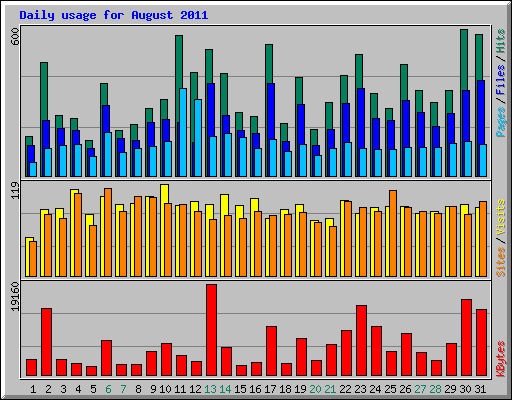 Daily usage for August 2011
600
Pages / Files / Hits
119
Sites / Visits
19160
KBytes
1 2 3 4 5 6 7 8 9 10 11 12 13 14 15 16 17 18 19 20 21 22 23 24 25 26 27 28 29 30 31